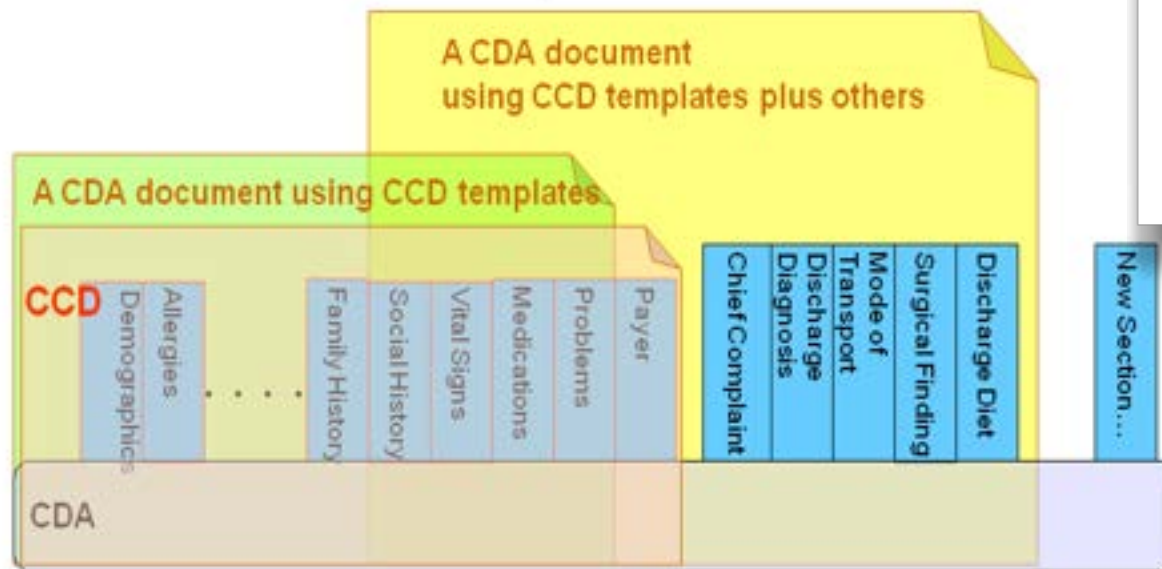 A CDA document
using CCD templates plus others
A CDA document using CCD templates
CCD
Demographics
Allergies
. . . .
Family History
Social History
Vital Signs
Medications
Problems
Payer
Chief Complaint
Discharge
Diagnosis
Mode of
Transport
Surgical Finding
Discharge Diet
New Section...
CDA